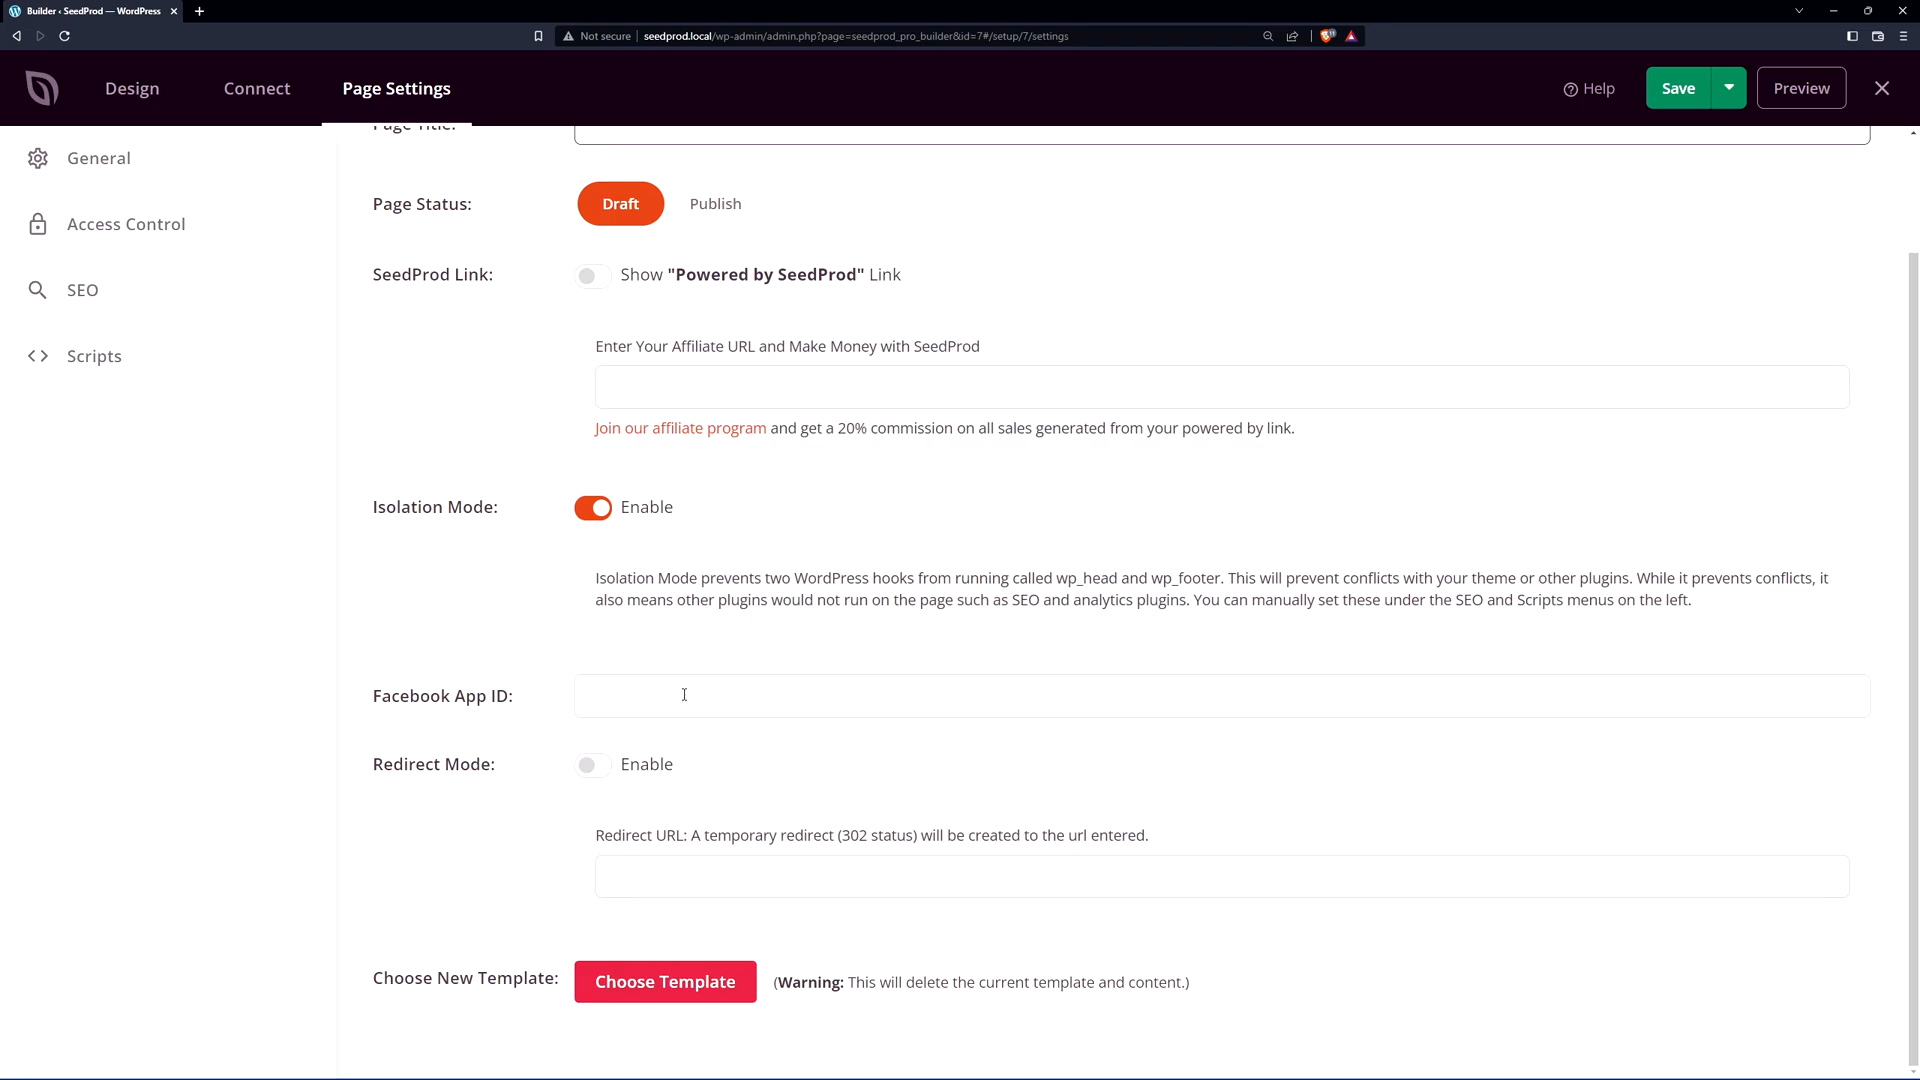 Builder ‹ SeedProd — WordPress
Not secure
seedprod.local/wp-admin/admin.php?page=seedprod_pro_builder&id=7#/setup/7/settings
Design
Connect
Page Settings
Help
Save
Preview
General
Access Control
SEO
Scripts
Page Title:
Page Status:
Draft
Publish
SeedProd Link:
Show "Powered by SeedProd" Link
Enter Your Affiliate URL and Make Money with SeedProd
Join our affiliate program and get a 20% commission on all sales generated from your powered by link.
Isolation Mode:
Enable
Isolation Mode prevents two WordPress hooks from running called wp_head and wp_footer. This will prevent conflicts with your theme or other plugins. While it prevents conflicts, it
also means other plugins would not run on the page such as SEO and analytics plugins. You can manually set these under the SEO and Scripts menus on the left.
Facebook App ID:
Redirect Mode:
Enable
Redirect URL: A temporary redirect (302 status) will be created to the url entered.
Choose New Template:
Choose Template
(Warning: This will delete the current template and content.)